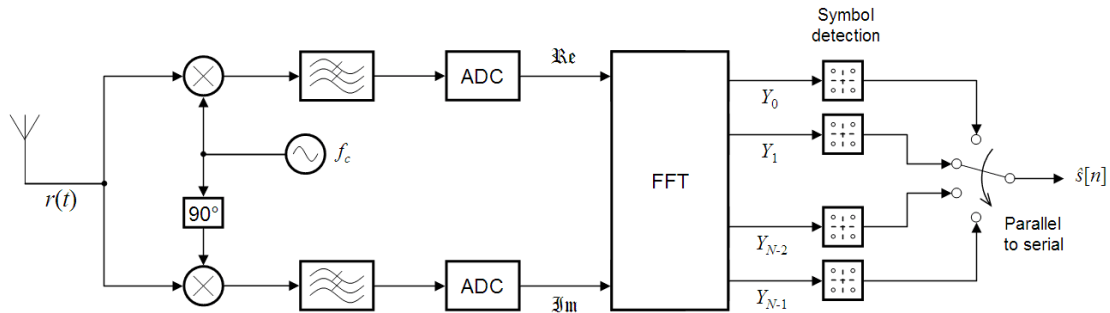 Symbol
detection
ℜe
ADC
Y0
r(t)
fc
90°
FFT
Y1
ŝ[n]
Parallel
to serial
YN-2
ADC
ℑm
YN-1